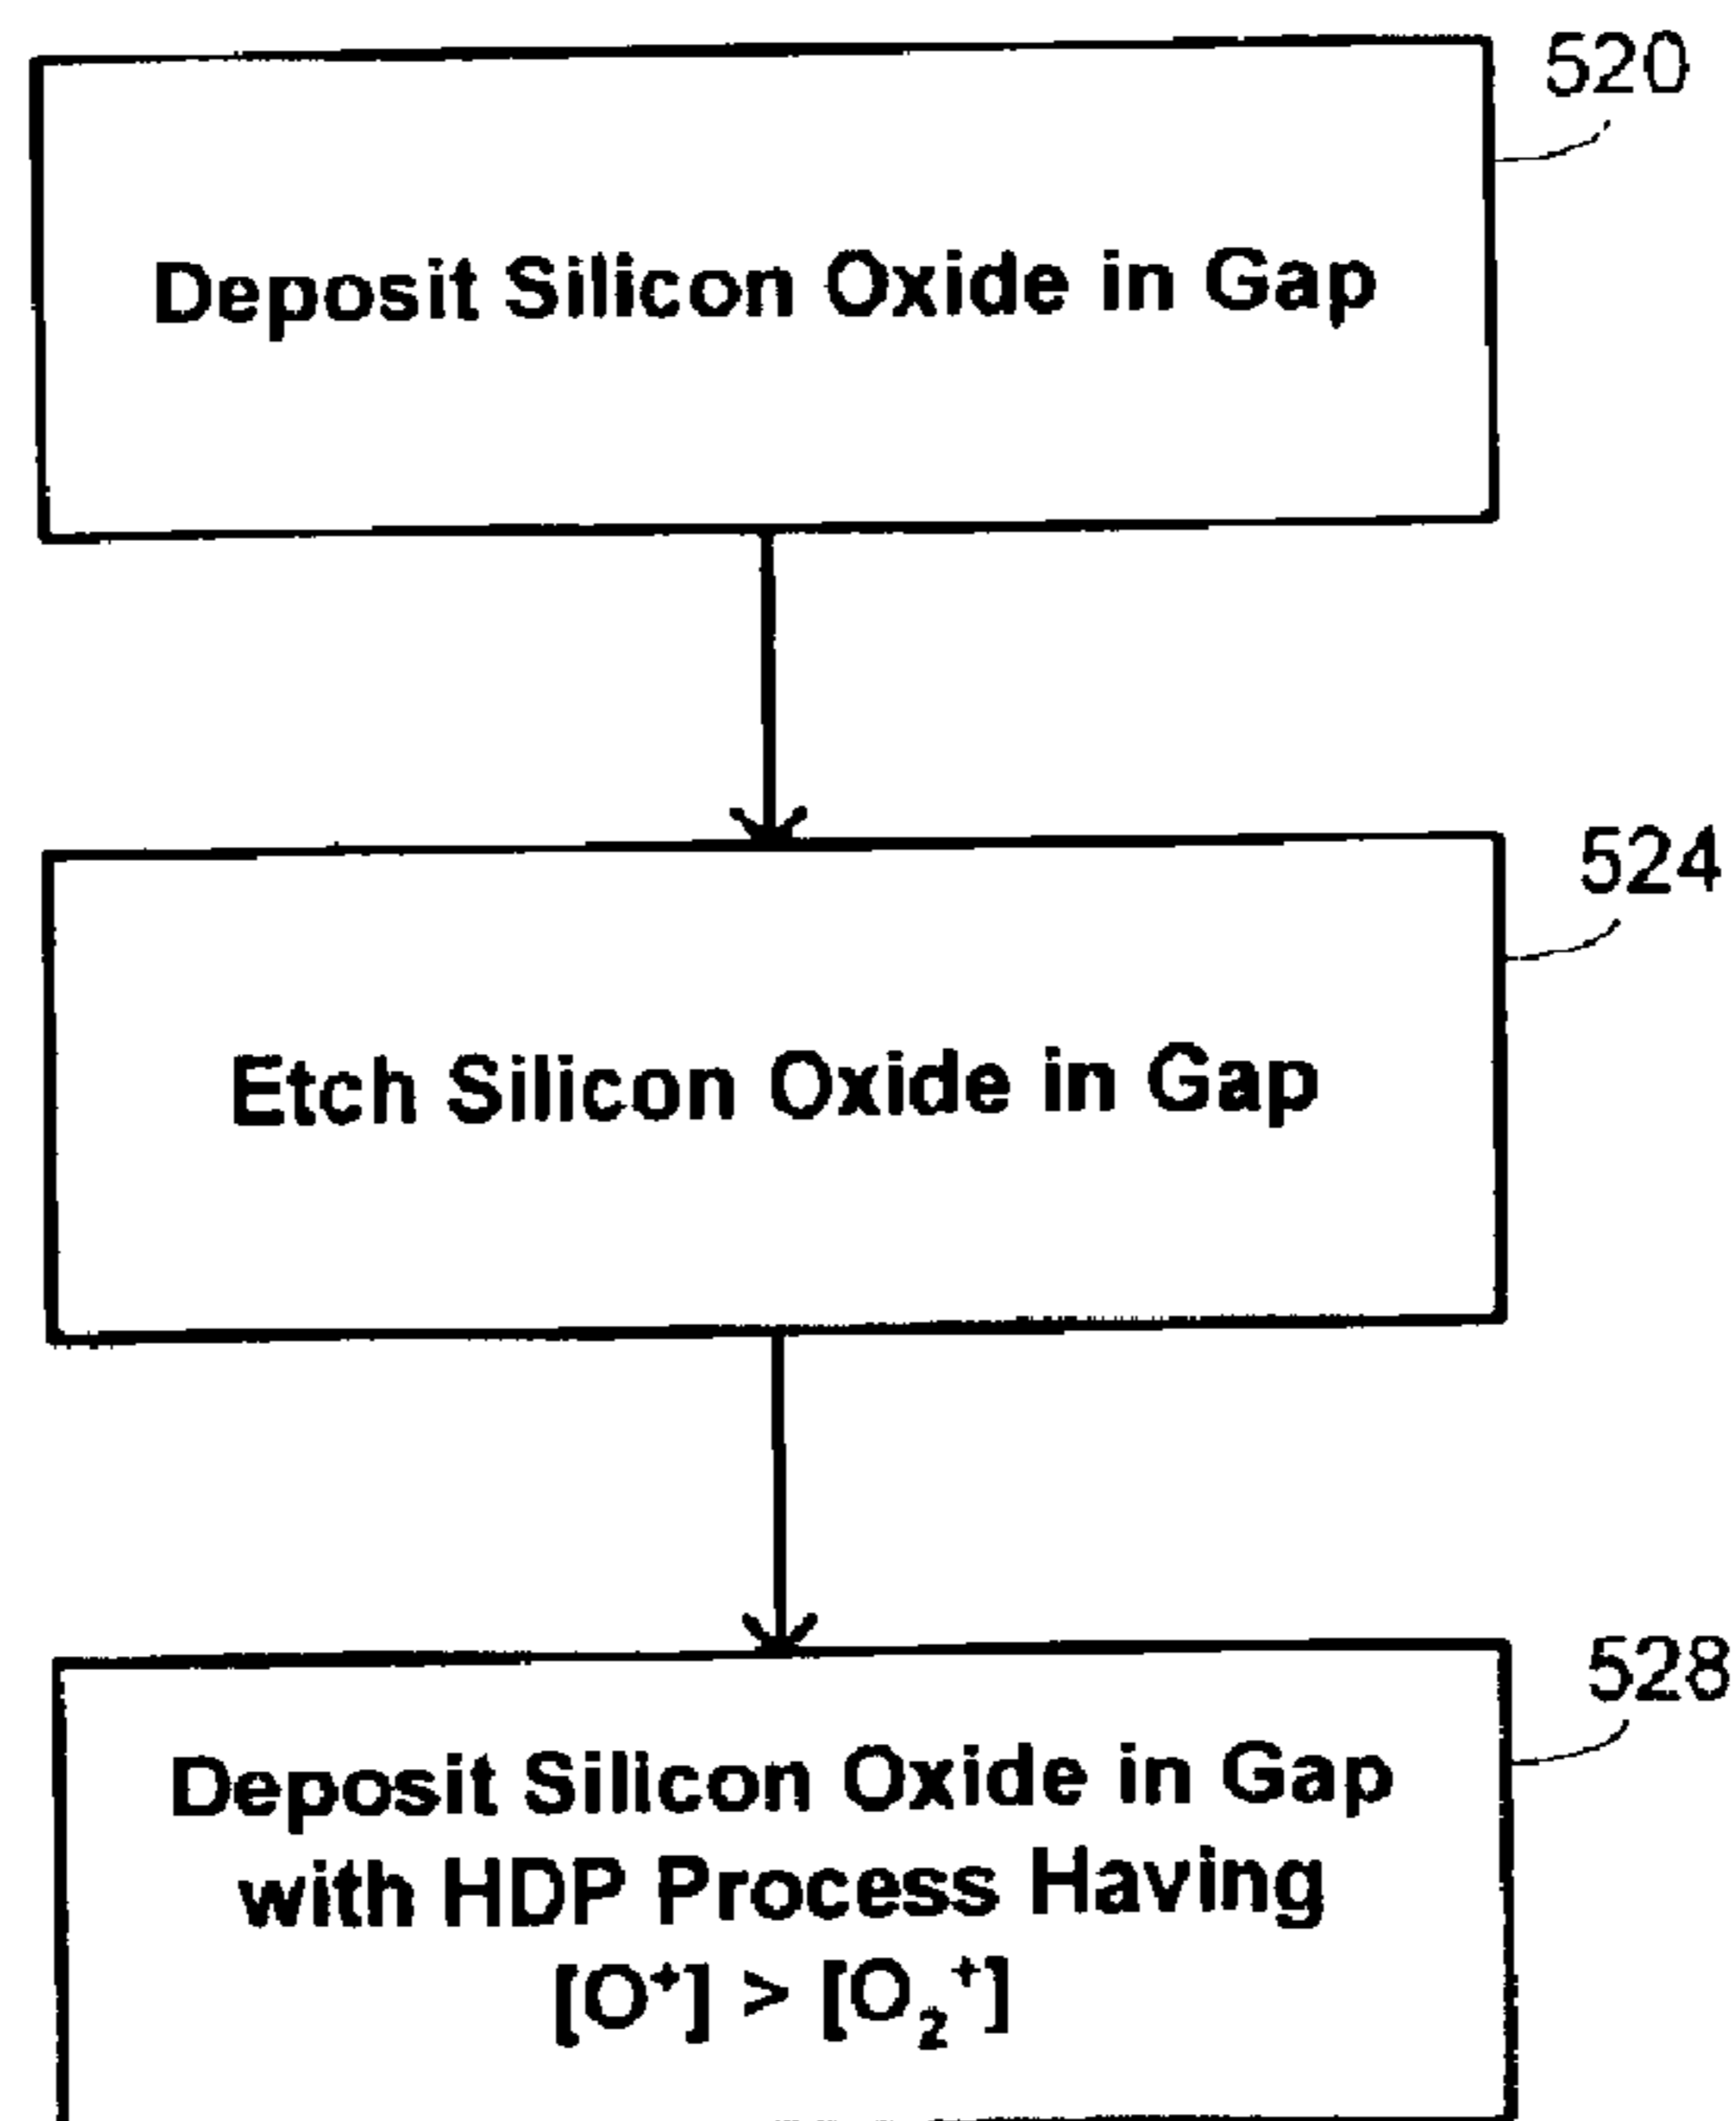 520
Deposit Silicon Oxide in Gap
524
Etch Silicon Oxide in Gap
528
Deposit Silicon Oxide in Gap
with HDP Process Having
[O⁺] > [O₂⁺]